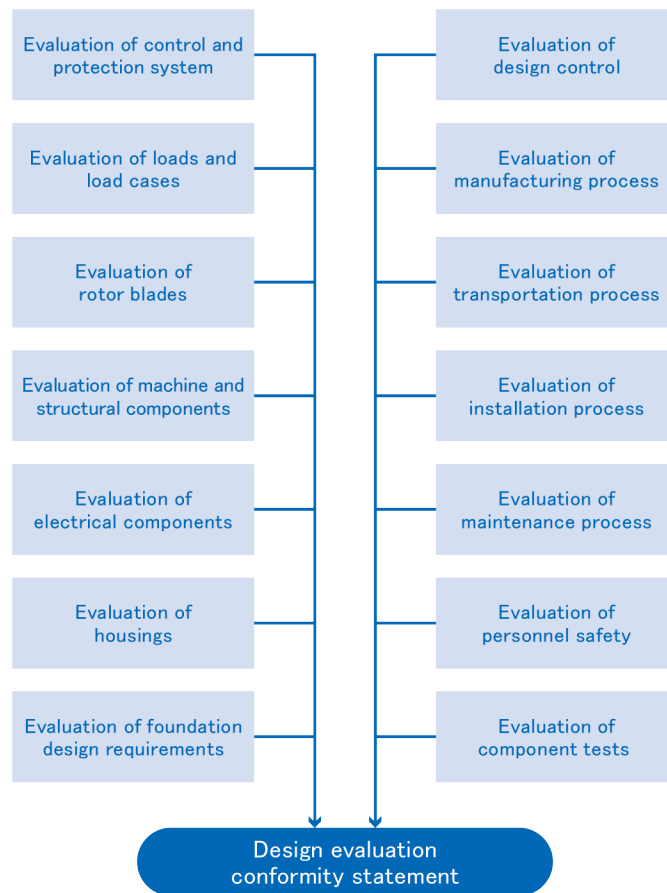 Evaluation of control and
protection system
Evaluation of
design control
Evaluation of loads and
load cases
Evaluation of
manufacturing process
Evaluation of
rotor blades
Evaluation of
transportation process
Evaluation of machine and
structural components
Evaluation of
installation process
Evaluation of
electrical components
Evaluation of
maintenance process
Evaluation of
housings
Evaluation of
personnel safety
Evaluation of foundation
design requirements
Evaluation of
component tests
Design evaluation
conformity statement